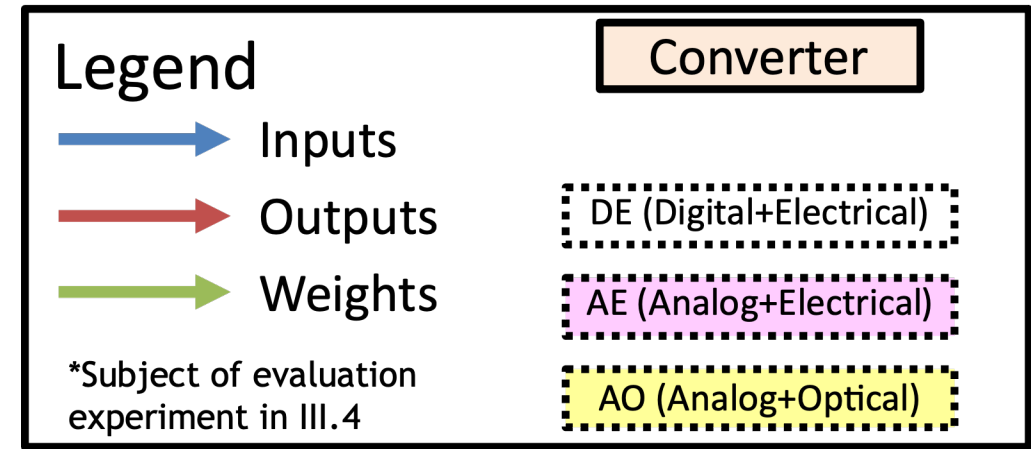 Legend
Inputs
Outputs
Weights
*Subject of evaluation
experiment in III.4
Converter
DE (Digital+Electrical)
AE (Analog+Electrical)
AO (Analog+Optical)